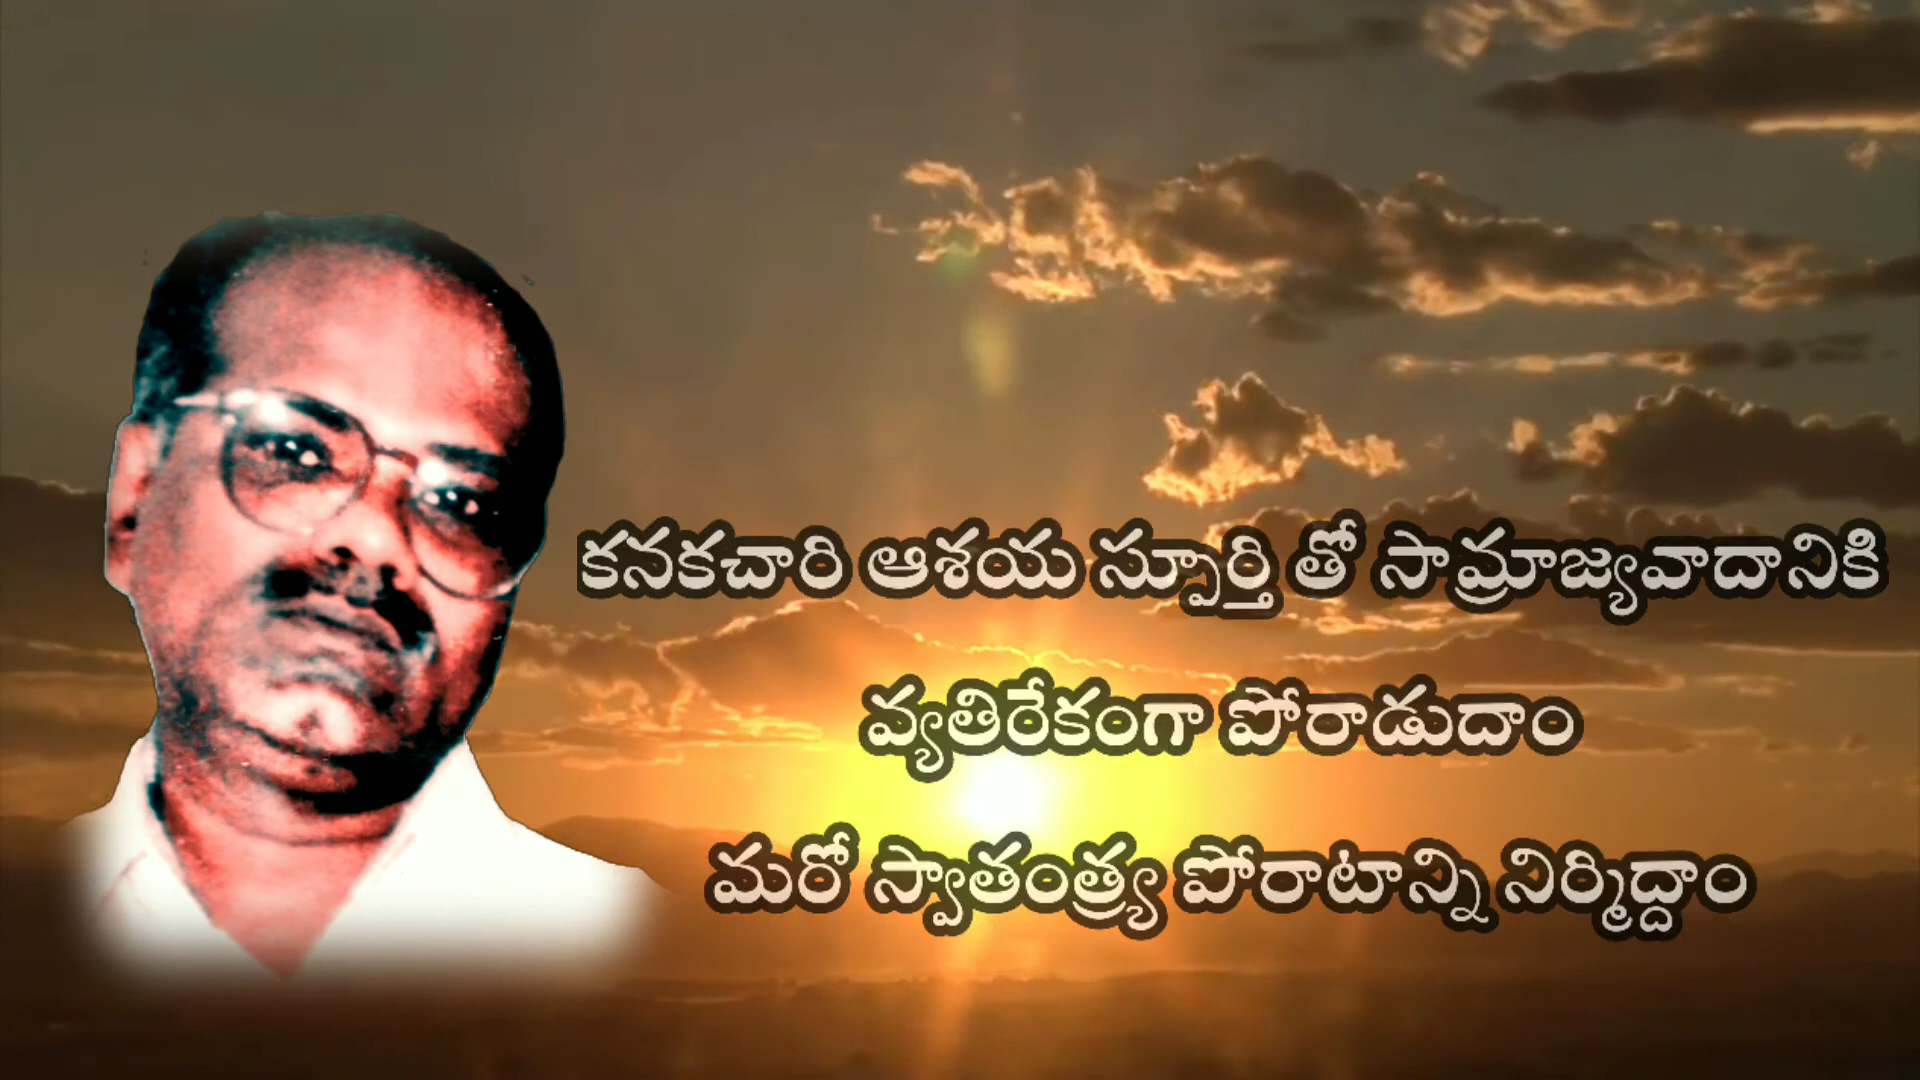 కనకచారి ఆశయ స్పూర్తి తో సామ్రాజ్యవాదానికి
వ్యతిరేకంగా పోరాడుదాం
మరో స్వాతంత్ర్య పోరాటాన్ని నిర్మిద్దాం